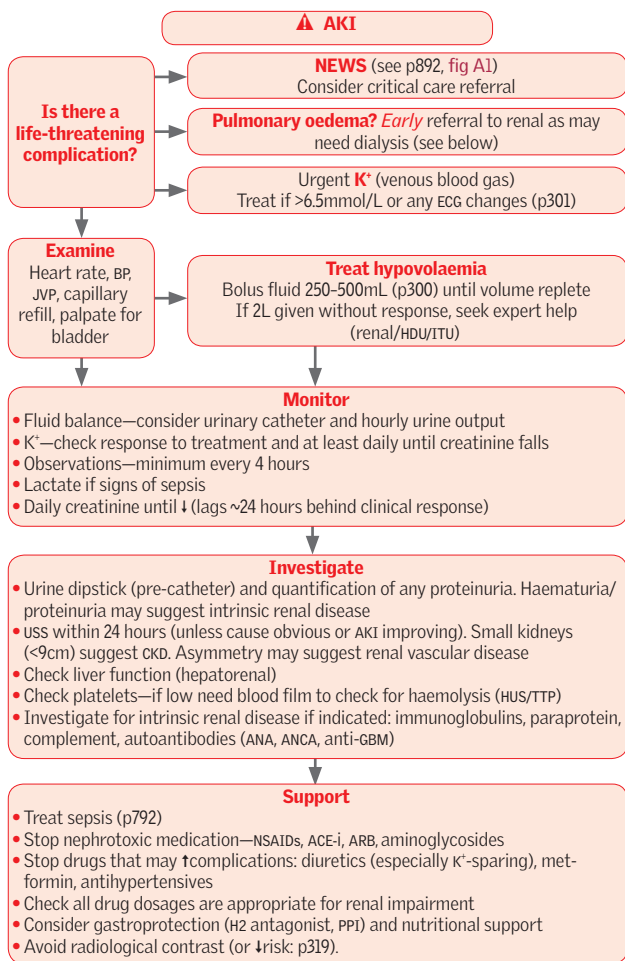 ⚠ AKI
Is there a
life-threatening
complication?
NEWS (see p892, fig A1)
Consider critical care referral
Pulmonary oedema? Early referral to renal as may
need dialysis (see below)
Urgent K⁺ (venous blood gas)
Treat if >6.5mmol/L or any ECG changes (p301)
Examine
Heart rate, BP,
JVP, capillary
refill, palpate for
bladder
Treat hypovolaemia
Bolus fluid 250–500mL (p300) until volume replete
If 2L given without response, seek expert help
(renal/HDU/ITU)
Monitor
• Fluid balance—consider urinary catheter and hourly urine output
• K⁺—check response to treatment and at least daily until creatinine falls
• Observations—minimum every 4 hours
• Lactate if signs of sepsis
• Daily creatinine until ↓ (lags ~24 hours behind clinical response)
Investigate
• Urine dipstick (pre-catheter) and quantification of any proteinuria. Haematuria/
proteinuria may suggest intrinsic renal disease
• USS within 24 hours (unless cause obvious or AKI improving). Small kidneys
(<9cm) suggest CKD. Asymmetry may suggest renal vascular disease
• Check liver function (hepatorenal)
• Check platelets—if low need blood film to check for haemolysis (HUS/TTP)
• Investigate for intrinsic renal disease if indicated: immunoglobulins, paraprotein,
complement, autoantibodies (ANA, ANCA, anti-GBM)
Support
• Treat sepsis (p792)
• Stop nephrotoxic medication—NSAIDs, ACE-i, ARB, aminoglycosides
• Stop drugs that may ↑complications: diuretics (especially K⁺-sparing), met-
formin, antihypertensives
• Check all drug dosages are appropriate for renal impairment
• Consider gastroprotection (H2 antagonist, PPI) and nutritional support
• Avoid radiological contrast (or ↓risk: p319).